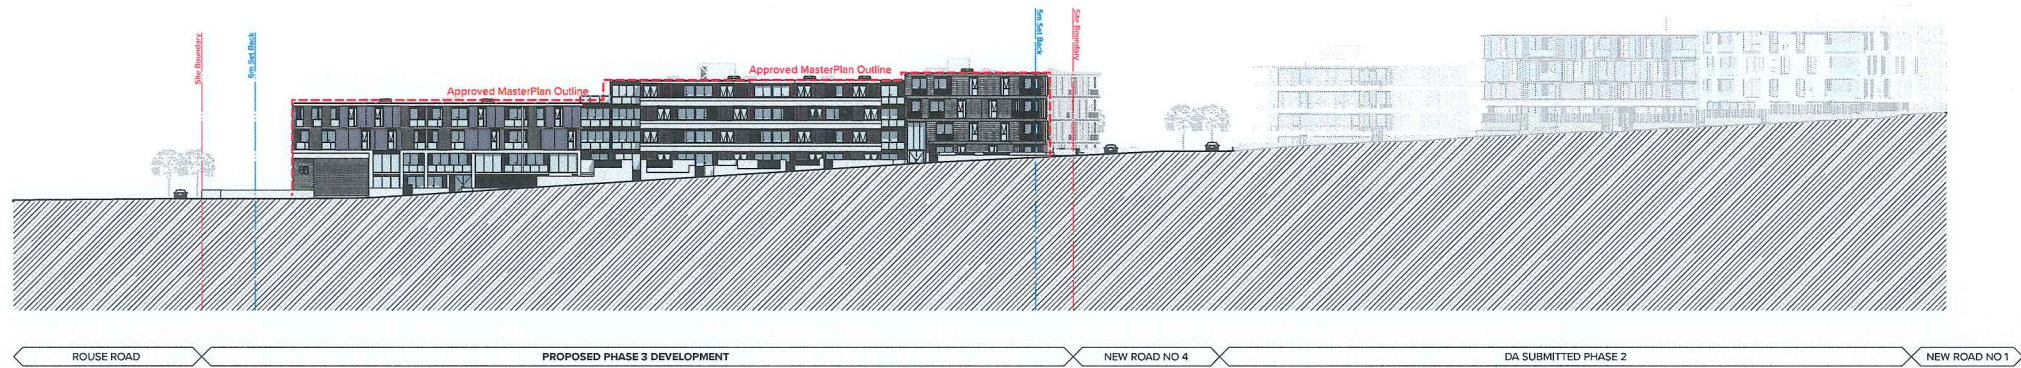 Site Boundary
6m Set Back
Approved MasterPlan Outline
Approved MasterPlan Outline
5m Set Back
Site Boundary
ROUSE ROAD
PROPOSED PHASE 3 DEVELOPMENT
NEW ROAD NO 4
DA SUBMITTED PHASE 2
NEW ROAD NO 1